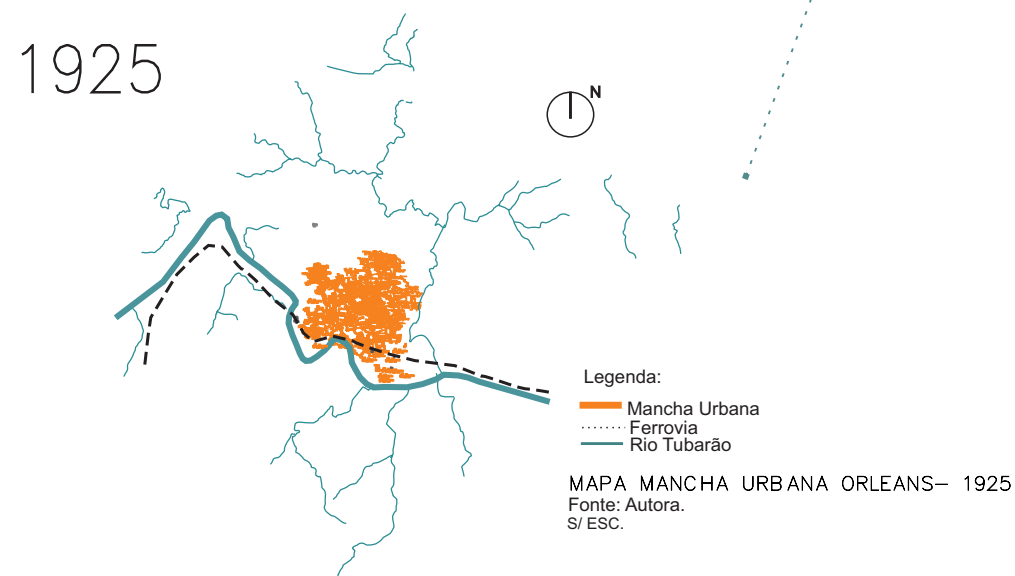 1925
N
Legenda:
Mancha Urbana
Ferrovia
Rio Tubarão
MAPA MANCHA URBANA ORLEANS– 1925
Fonte: Autora.
S/ ESC.